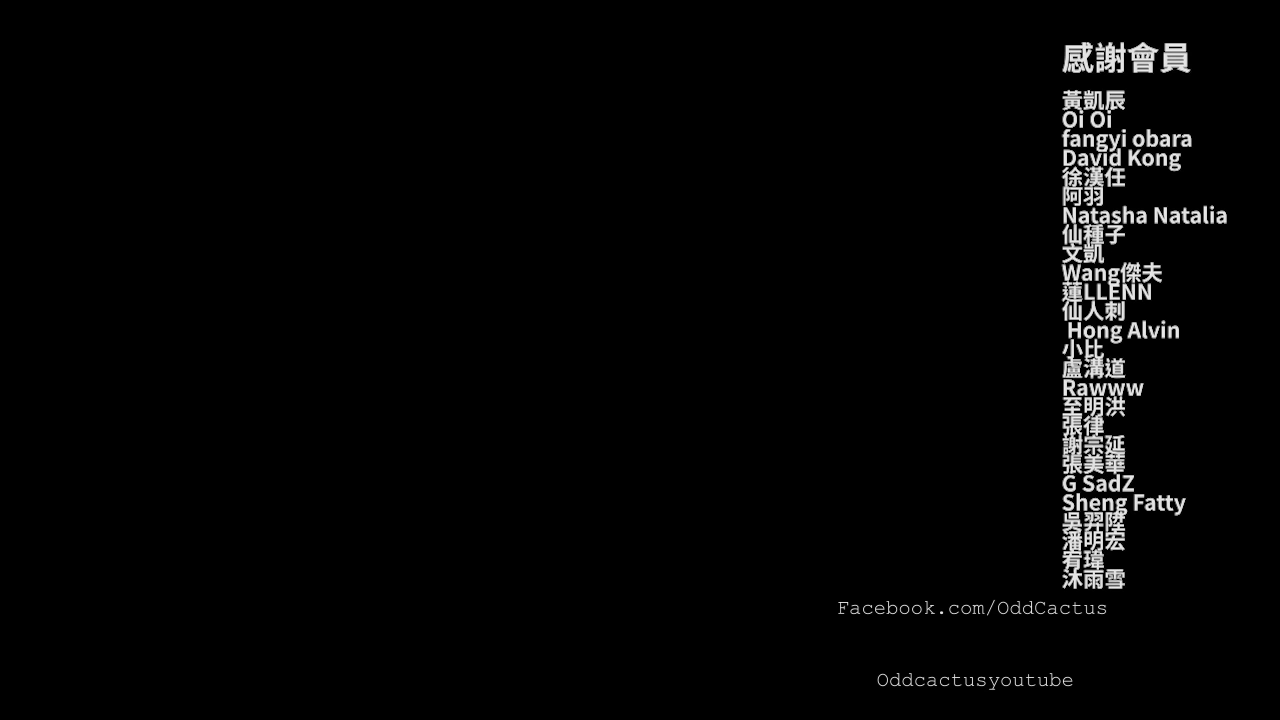 感謝會員
黃凱辰
Oi Oi
fangyi obara
David Kong
徐漢任
阿羽
Natasha Natalia
仙種子
文凱
Wang傑夫
蓮LLENN
仙人刺
Hong Alvin
小比
盧溝道
Rawww
至明洪
張律
謝宗延
張美華
G SadZ
Sheng Fatty
吳羿陞
潘明宏
宥瑋
沐雨雪
Facebook.com/OddCactus
Oddcactusyoutube